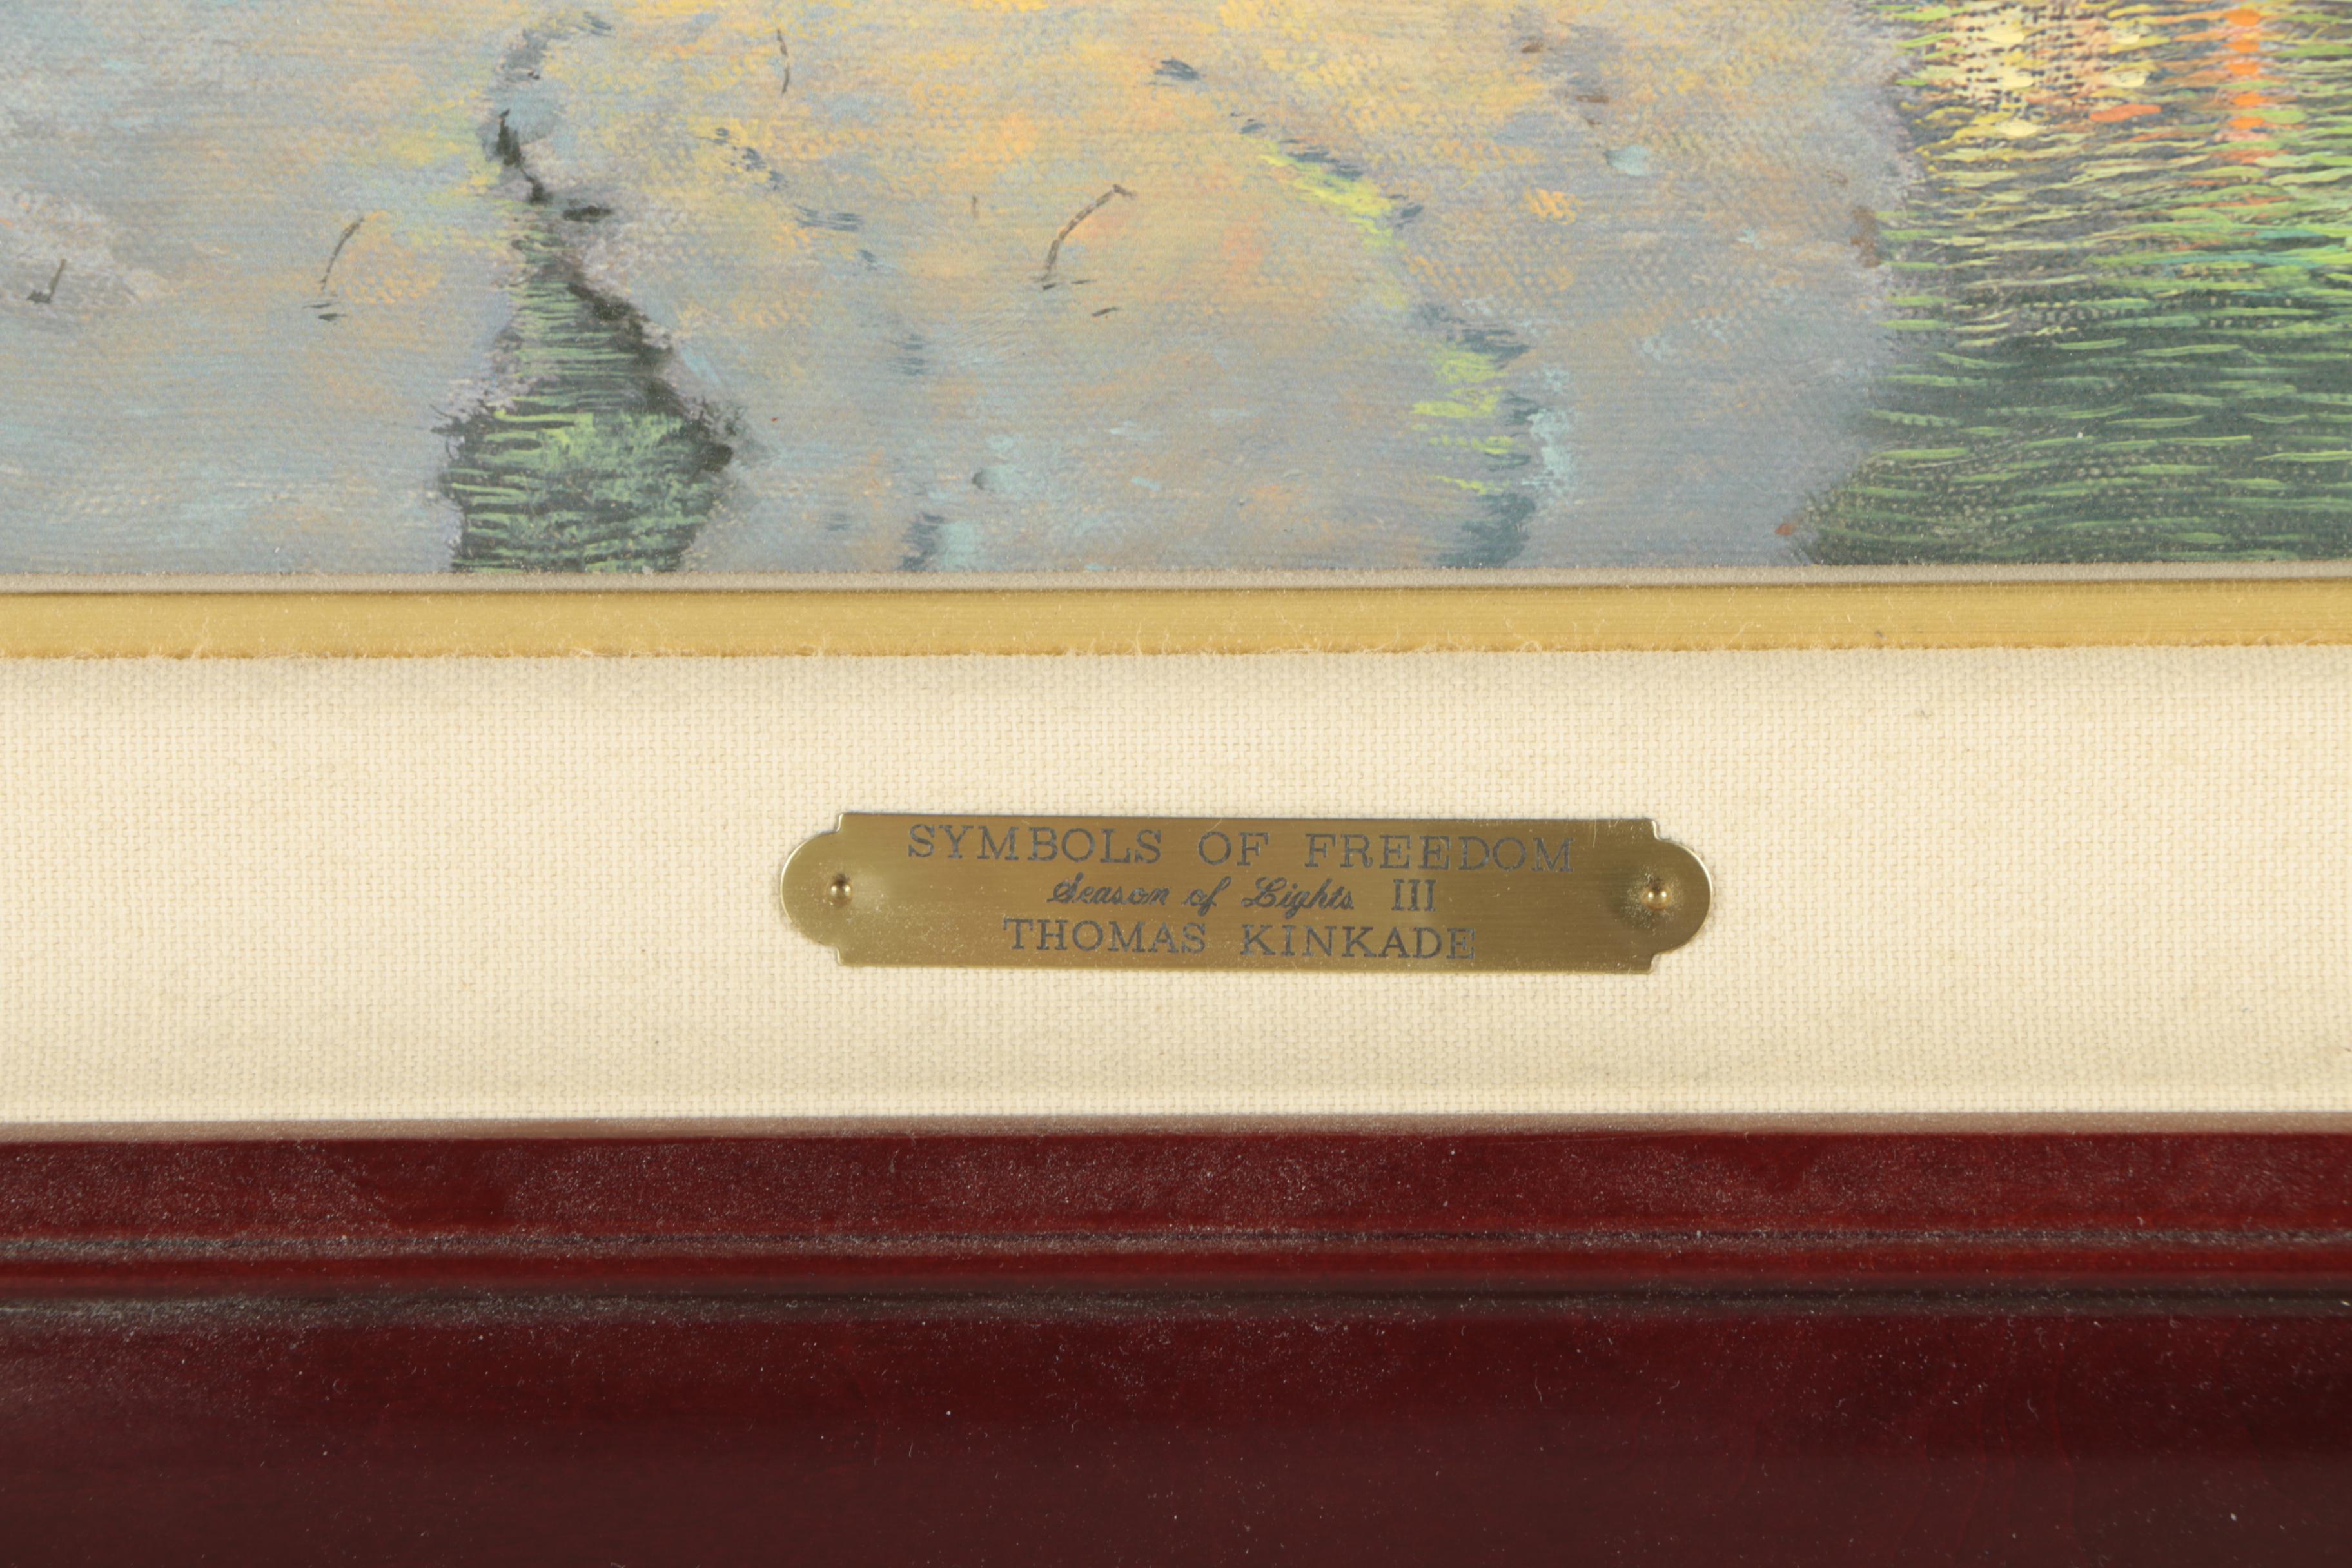 SYMBOLS OF FREEDOM
Season of Lights III
THOMAS KINKADE